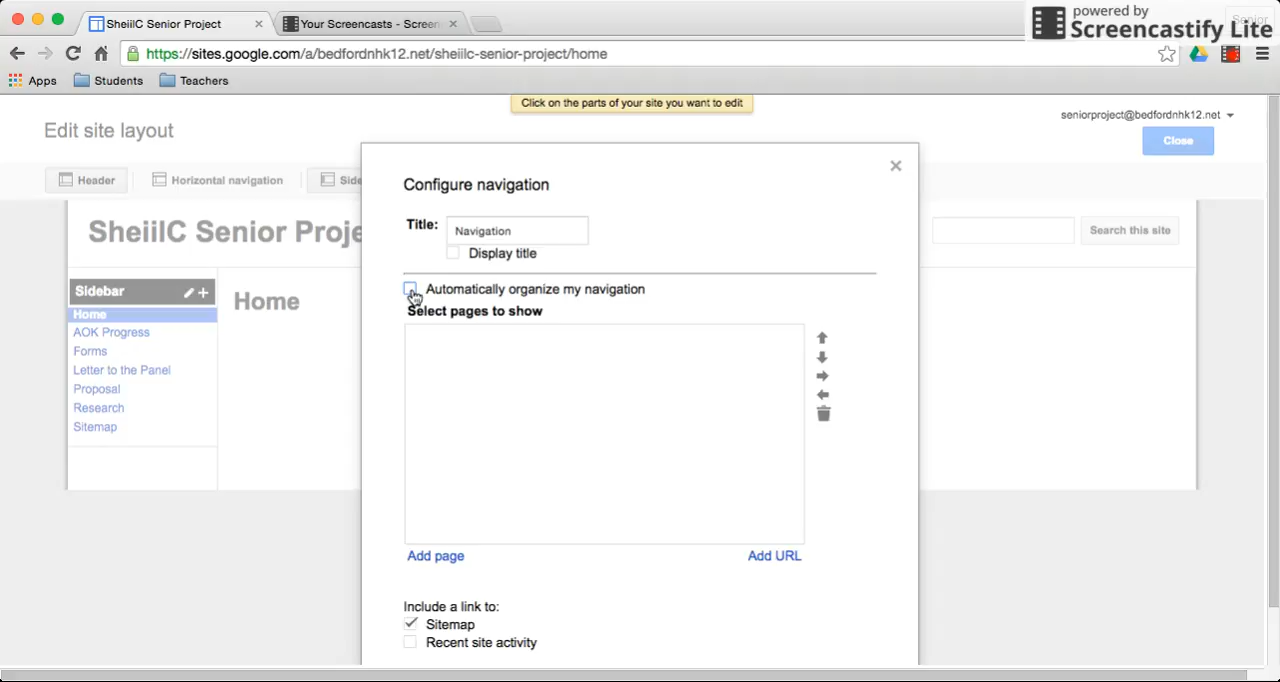 SheiilC Senior Project
Your Screencasts - Screen
powered by
Screencastify Lite
https://sites.google.com/a/bedfordnhk12.net/sheiilc-senior-project/home
Apps
Students
Teachers
Click on the parts of your site you want to edit
Edit site layout
seniorproject@bedfordnhk12.net
Close
Header
Horizontal navigation
Side
SheiilC Senior Proje
Search this site
Sidebar
Home
AOK Progress
Forms
Letter to the Panel
Proposal
Research
Sitemap
Home
Configure navigation
Title:
Navigation
Display title
Automatically organize my navigation
Select pages to show
Add page
Add URL
Include a link to:
Sitemap
Recent site activity